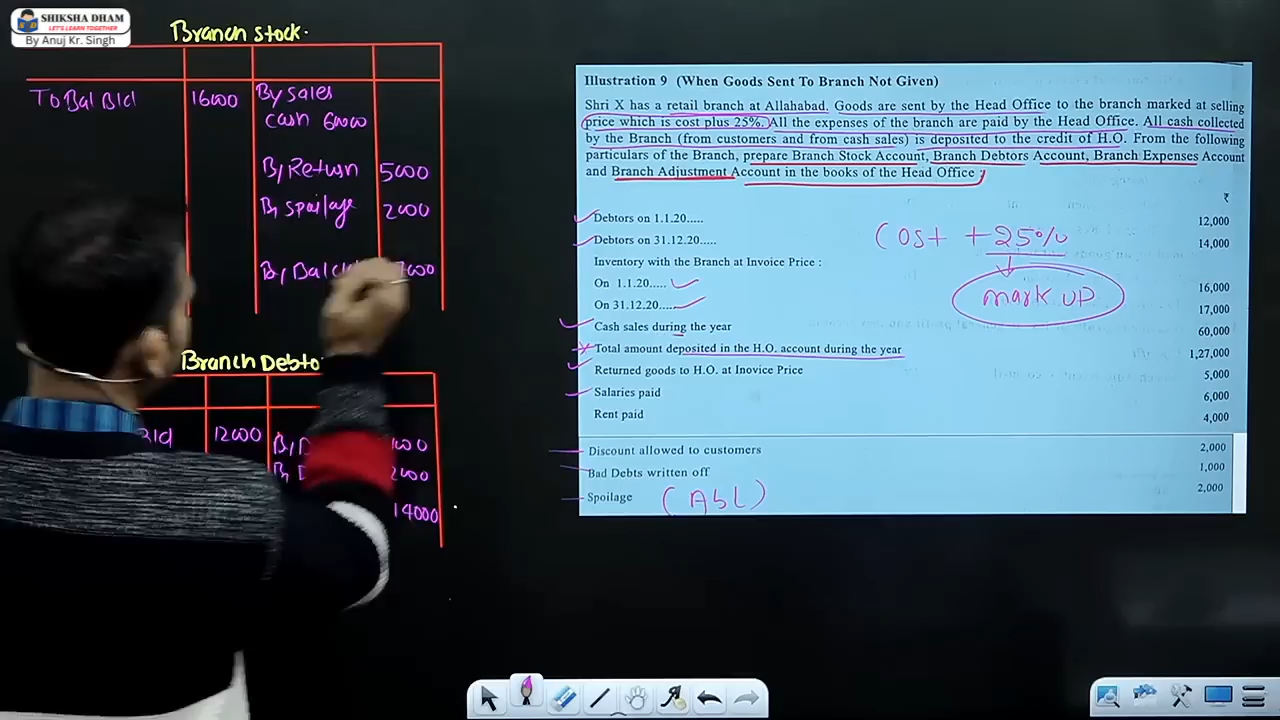 SHIKSHA DHAM
LET'S LEARN TOGETHER
By Anuj Kr. Singh
Branch Stock.
To Bal B/d 16000 By Sales
Cash 60000
By Return 5000
By Spoilage 2000
By Bal
Branch Debto
B/d 12000 By
2000
14000
Illustration 9 (When Goods Sent To Branch Not Given)
Shri X has a retail branch at Allahabad. Goods are sent by the Head Office to the branch marked at selling
price which is cost plus 25%. All the expenses of the branch are paid by the Head Office. All cash collected
by the Branch (from customers and from cash sales) is deposited to the credit of H.O. From the following
particulars of the Branch, prepare Branch Stock Account, Branch Debtors Account, Branch Expenses Account
and Branch Adjustment Account in the books of the Head Office :
₹
Debtors on 1.1.20..... 12,000
Debtors on 31.12.20..... 14,000
Inventory with the Branch at Invoice Price :
On 1.1.20..... 16,000
On 31.12.20..... 17,000
Cash sales during the year 60,000
Total amount deposited in the H.O. account during the year 1,27,000
Returned goods to H.O. at Inovice Price 5,000
Salaries paid 6,000
Rent paid 4,000
Discount allowed to customers 2,000
Bad Debts written off 1,000
Spoilage 2,000
(AbL)
Cost + 25%
mark UP